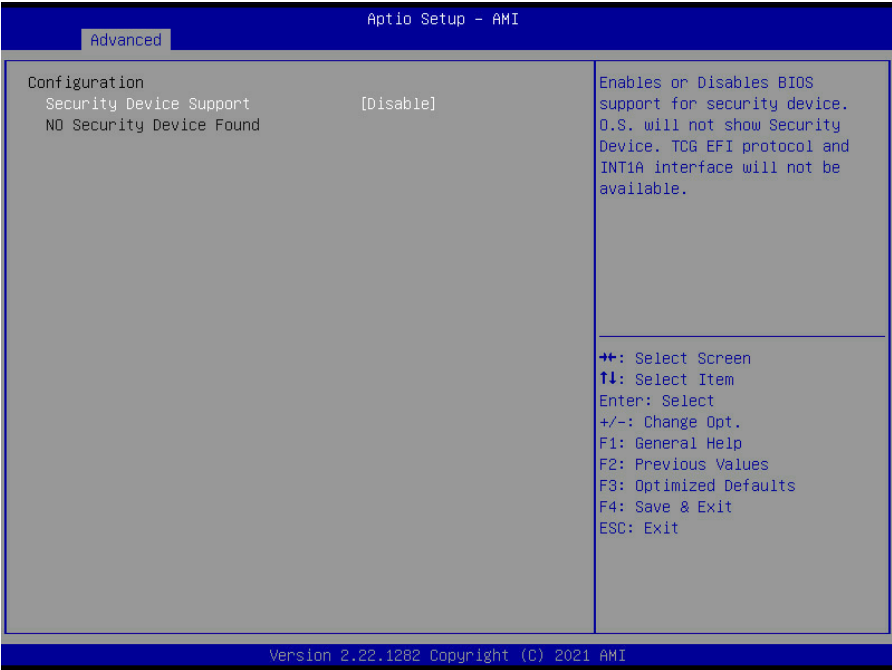 Aptio Setup – AMI
Advanced
Configuration
Security Device Support [Disable]
NO Security Device Found
Enables or Disables BIOS
support for security device.
O.S. will not show Security
Device. TCG EFI protocol and
INT1A interface will not be
available.
→←: Select Screen
↑↓: Select Item
Enter: Select
+/-: Change Opt.
F1: General Help
F2: Previous Values
F3: Optimized Defaults
F4: Save & Exit
ESC: Exit
Version 2.22.1282 Copyright (C) 2021 AMI